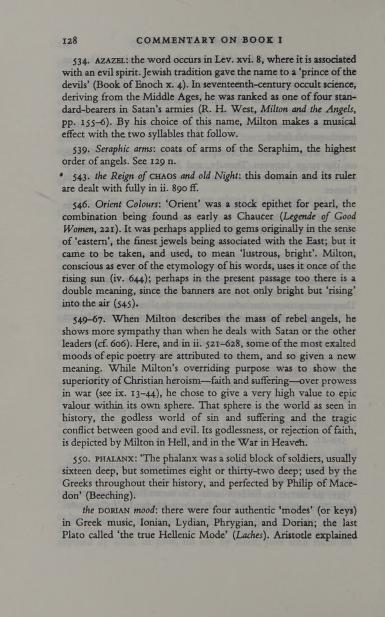 128 COMMENTARY ON BOOK I
534. AZAZEL: the word occurs in Lev. xvi. 8, where it is associated
with an evil spirit. Jewish tradition gave the name to a ‘prince of the
devils’ (Book of Enoch x. 4). In seventeenth-century occult science,
deriving from the Middle Ages, he was ranked as one of four stan-
dard-bearers in Satan’s armies (R. H. West, Milton and the Angels,
pp. 155–6). By his choice of this name, Milton makes a musical
effect with the two syllables that follow.
539. Seraphic arms: coats of arms of the Seraphim, the highest
order of angels. See 129 n.
543. the Reign of CHAOS and old Night: this domain and its ruler
are dealt with fully in ii. 890 ff.
546. Orient Colours: ‘Orient’ was a stock epithet for pearl, the
combination being found as early as Chaucer (Legende of Good
Women, 221). It was perhaps applied to gems originally in the sense
of ‘eastern’, the finest jewels being associated with the East; but it
came to be taken, and used, to mean ‘lustrous, bright’. Milton,
conscious as ever of the etymology of his words, uses it once of the
rising sun (iv. 644); perhaps in the present passage too there is a
double meaning, since the banners are not only bright but ‘rising’
into the air (545).
549–67. When Milton describes the mass of rebel angels, he
shows more sympathy than when he deals with Satan or the other
leaders (cf. 606). Here, and in ii. 521–628, some of the most exalted
moods of epic poetry are attributed to them, and so given a new
meaning. While Milton’s overriding purpose was to show the
superiority of Christian heroism—faith and suffering—over prowess
in war (see ix. 13–44), he chose to give a very high value to epic
valour within its own sphere. That sphere is the world as seen in
history, the godless world of sin and suffering and the tragic
conflict between good and evil. Its godlessness, or rejection of faith,
is depicted by Milton in Hell, and in the War in Heaven.
550. PHALANX: ‘The phalanx was a solid block of soldiers, usually
sixteen deep, but sometimes eight or thirty-two deep; used by the
Greeks throughout their history, and perfected by Philip of Mace-
don’ (Beeching).
the DORIAN mood: there were four authentic ‘modes’ (or keys)
in Greek music, Ionian, Lydian, Phrygian, and Dorian; the last
Plato called ‘the true Hellenic Mode’ (Laches). Aristotle explained